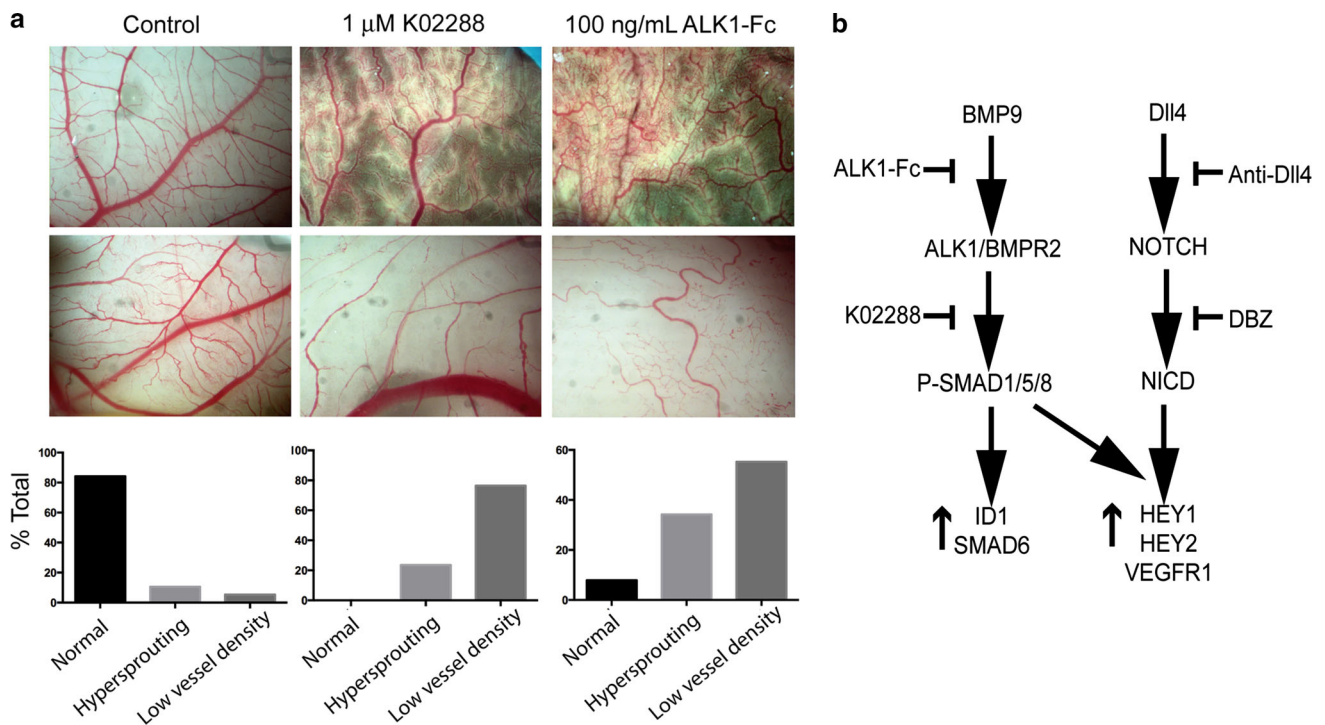 a
Control
1 μM K02288
100 ng/mL ALK1-Fc
% Total
100
80
60
40
20
0
Normal
Hypersprouting
Low vessel density
100
80
60
40
20
0
Normal
Hypersprouting
Low vessel density
60
40
20
0
Normal
Hypersprouting
Low vessel density
b
BMP9
Dll4
ALK1-Fc
Anti-Dll4
ALK1/BMPR2
NOTCH
K02288
DBZ
P-SMAD1/5/8
NICD
ID1
SMAD6
HEY1
HEY2
VEGFR1